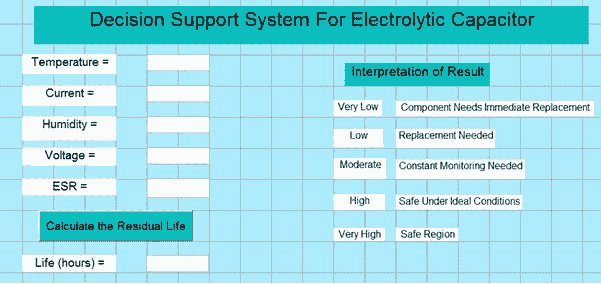 Decision Support System For Electrolytic Capacitor
Temperature =
Current =
Humidity =
Voltage =
ESR =
Calculate the Residual Life
Life (hours) =
Interpretation of Result
Very Low Component Needs Immediate Replacement
Low Replacement Needed
Moderate Constant Monitoring Needed
High Safe Under Ideal Conditions
Very High Safe Region